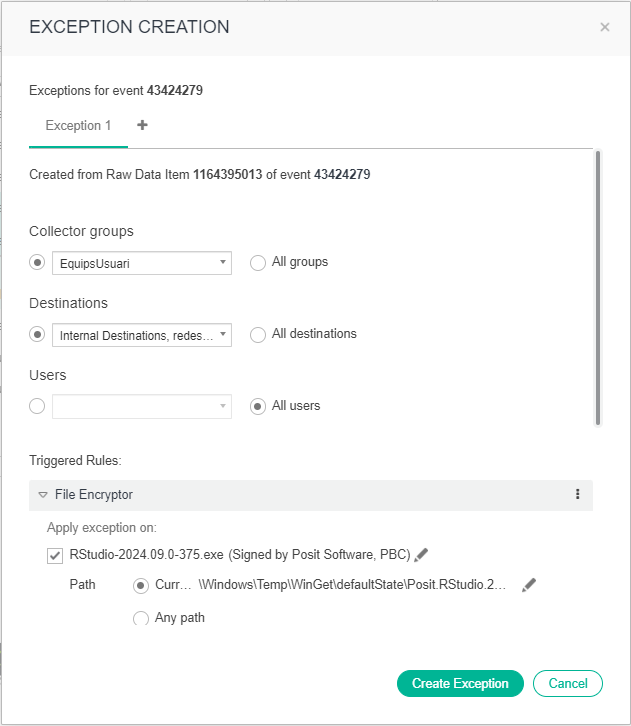 EXCEPTION CREATION
Exceptions for event 43424279
Exception 1
Created from Raw Data Item 1164395013 of event 43424279
Collector groups
EquipsUsuari All groups
Destinations
Internal Destinations, redes… All destinations
Users
All users
Triggered Rules:
File Encryptor
Apply exception on:
RStudio-2024.09.0-375.exe (Signed by Posit Software, PBC)
Path Curr… \Windows\Temp\WinGet\defaultState\Posit.RStudio.2…
Any path
Create Exception Cancel